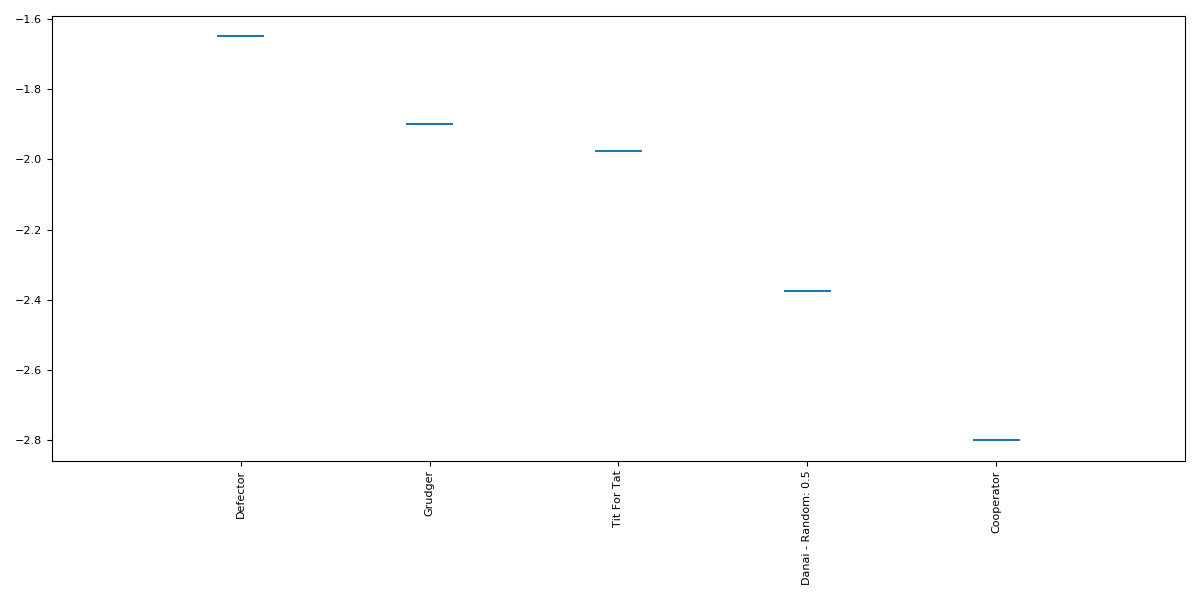 −1.6
−1.8
−2.0
−2.2
−2.4
−2.6
−2.8
Defector
Grudger
Tit For Tat
Danai - Random: 0.5
Cooperator